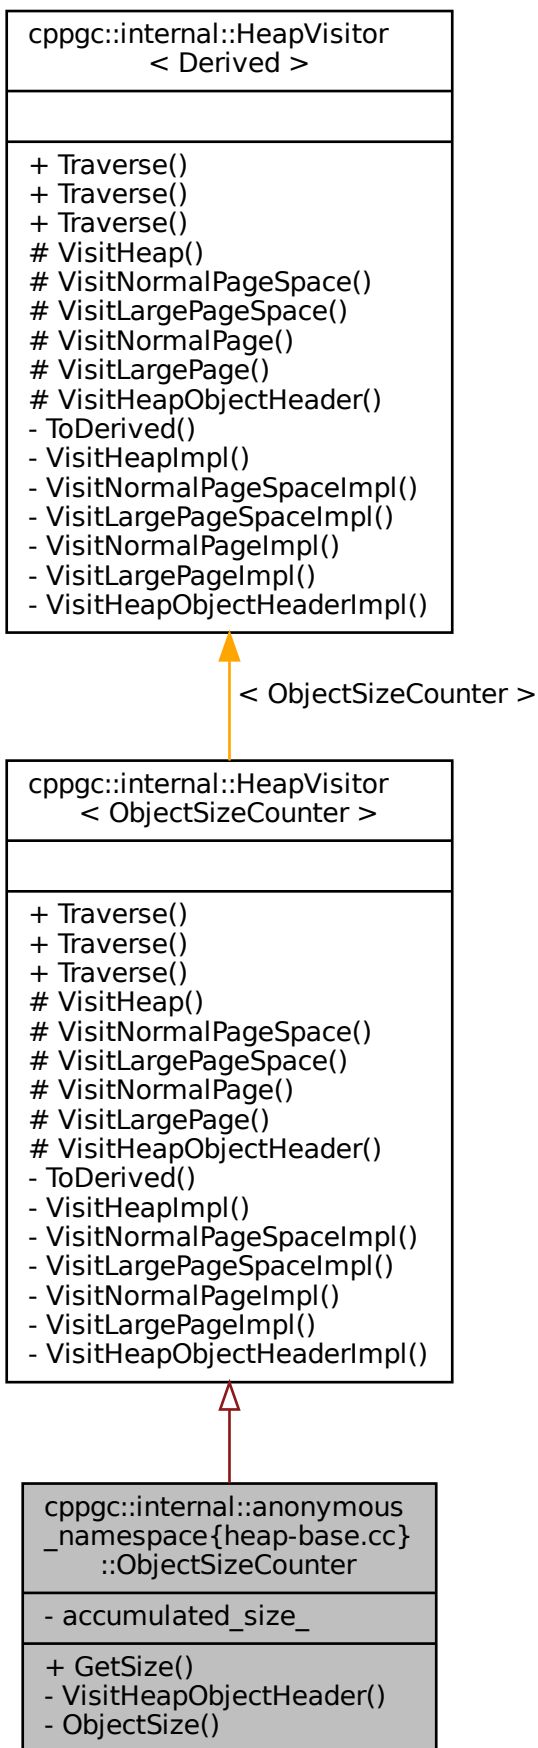 cppgc::internal::HeapVisitor
< Derived >
+ Traverse()
+ Traverse()
+ Traverse()
# VisitHeap()
# VisitNormalPageSpace()
# VisitLargePageSpace()
# VisitNormalPage()
# VisitLargePage()
# VisitHeapObjectHeader()
- ToDerived()
- VisitHeapImpl()
- VisitNormalPageSpaceImpl()
- VisitLargePageSpaceImpl()
- VisitNormalPageImpl()
- VisitLargePageImpl()
- VisitHeapObjectHeaderImpl()
< ObjectSizeCounter >
cppgc::internal::HeapVisitor
< ObjectSizeCounter >
+ Traverse()
+ Traverse()
+ Traverse()
# VisitHeap()
# VisitNormalPageSpace()
# VisitLargePageSpace()
# VisitNormalPage()
# VisitLargePage()
# VisitHeapObjectHeader()
- ToDerived()
- VisitHeapImpl()
- VisitNormalPageSpaceImpl()
- VisitLargePageSpaceImpl()
- VisitNormalPageImpl()
- VisitLargePageImpl()
- VisitHeapObjectHeaderImpl()
cppgc::internal::anonymous
_namespace{heap-base.cc}
::ObjectSizeCounter
- accumulated_size_
+ GetSize()
- VisitHeapObjectHeader()
- ObjectSize()